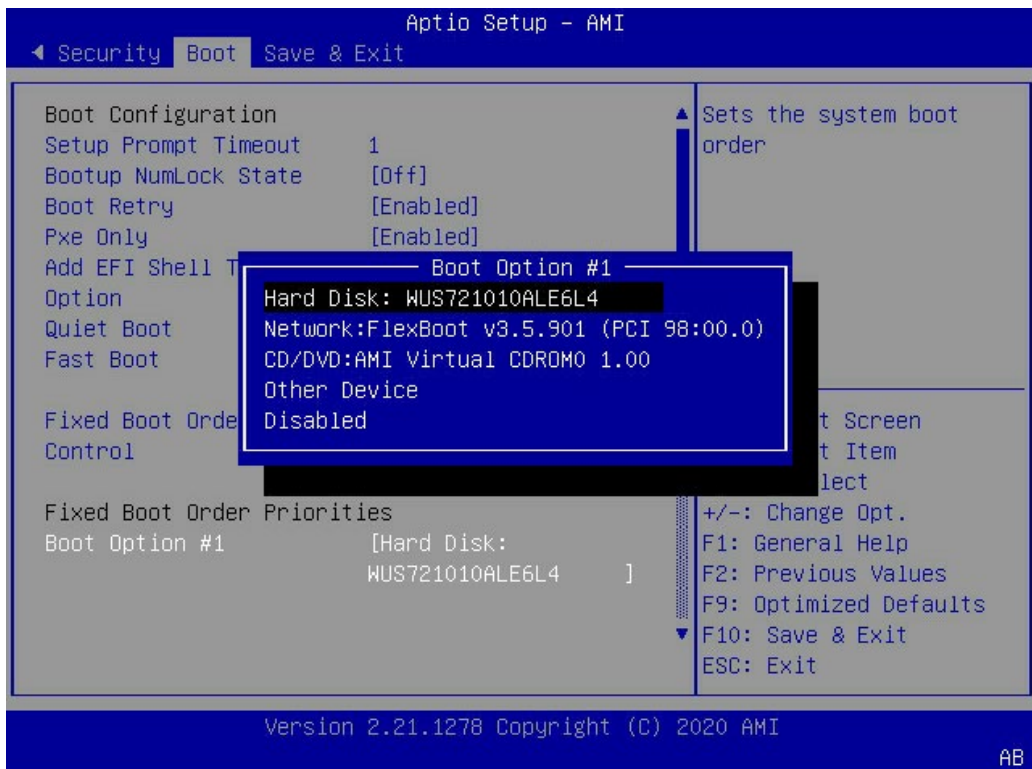 Aptio Setup – AMI
Security Boot Save & Exit
Boot Configuration
Setup Prompt Timeout 1
Bootup NumLock State [Off]
Boot Retry [Enabled]
Pxe Only [Enabled]
Add EFI Shell T
Option
Quiet Boot
Fast Boot
Fixed Boot Orde
Control
Fixed Boot Order Priorities
Boot Option #1 [Hard Disk:
WUS721010ALE6L4 ]
Boot Option #1
Hard Disk: WUS721010ALE6L4
Network:FlexBoot v3.5.901 (PCI 98:00.0)
CD/DVD:AMI Virtual CDROM0 1.00
Other Device
Disabled
Sets the system boot
order
t Screen
t Item
lect
+/-: Change Opt.
F1: General Help
F2: Previous Values
F9: Optimized Defaults
F10: Save & Exit
ESC: Exit
Version 2.21.1278 Copyright (C) 2020 AMI
AB